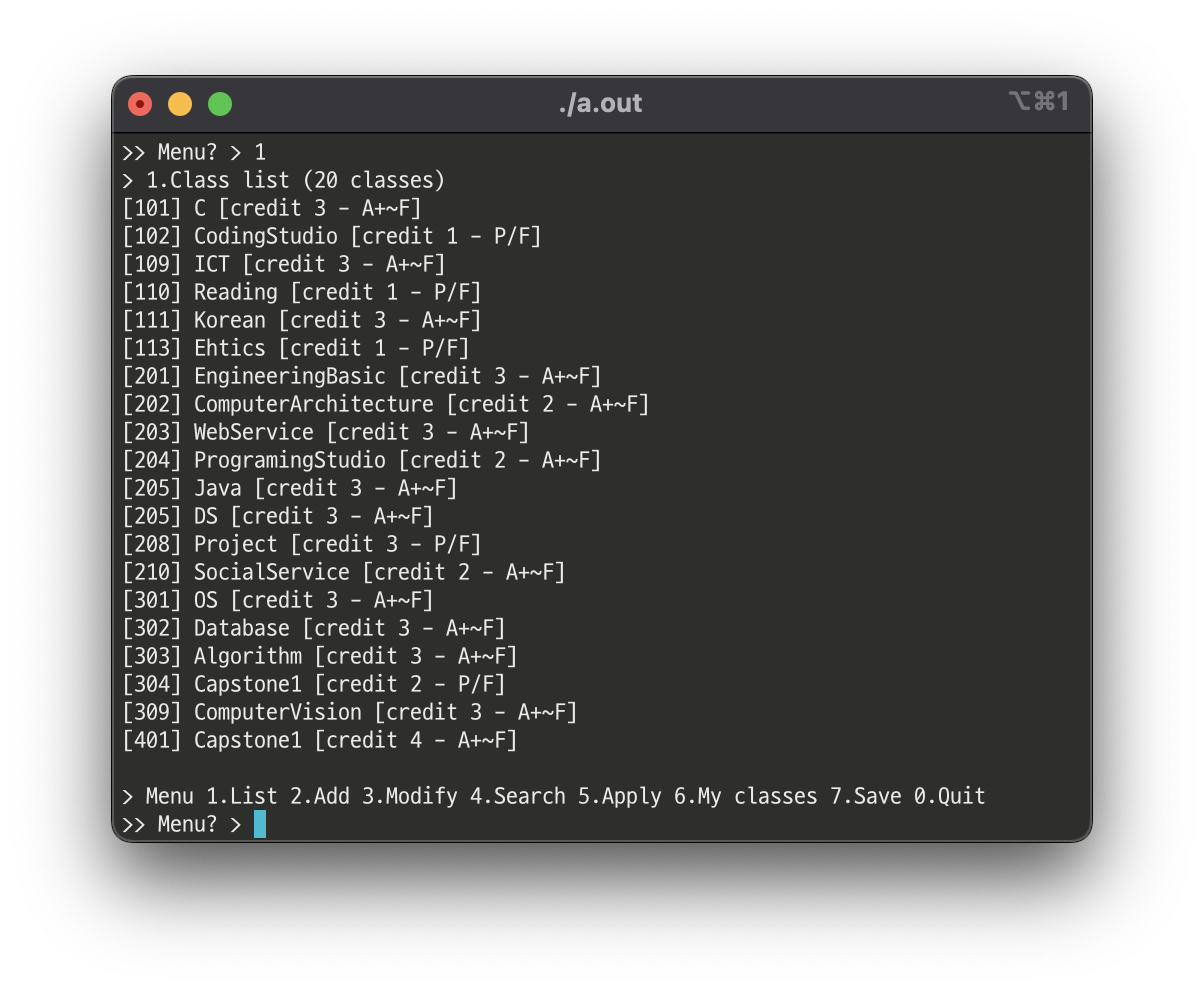 ./a.out
⌥⌘1
>> Menu? > 1
> 1.Class list (20 classes)
[101] C [credit 3 - A+~F]
[102] CodingStudio [credit 1 - P/F]
[109] ICT [credit 3 - A+~F]
[110] Reading [credit 1 - P/F]
[111] Korean [credit 3 - A+~F]
[113] Ehtics [credit 1 - P/F]
[201] EngineeringBasic [credit 3 - A+~F]
[202] ComputerArchitecture [credit 2 - A+~F]
[203] WebService [credit 3 - A+~F]
[204] ProgramingStudio [credit 2 - A+~F]
[205] Java [credit 3 - A+~F]
[205] DS [credit 3 - A+~F]
[208] Project [credit 3 - P/F]
[210] SocialService [credit 2 - A+~F]
[301] OS [credit 3 - A+~F]
[302] Database [credit 3 - A+~F]
[303] Algorithm [credit 3 - A+~F]
[304] Capstone1 [credit 2 - P/F]
[309] ComputerVision [credit 3 - A+~F]
[401] Capstone1 [credit 4 - A+~F]
> Menu 1.List 2.Add 3.Modify 4.Search 5.Apply 6.My classes 7.Save 0.Quit
>> Menu? >